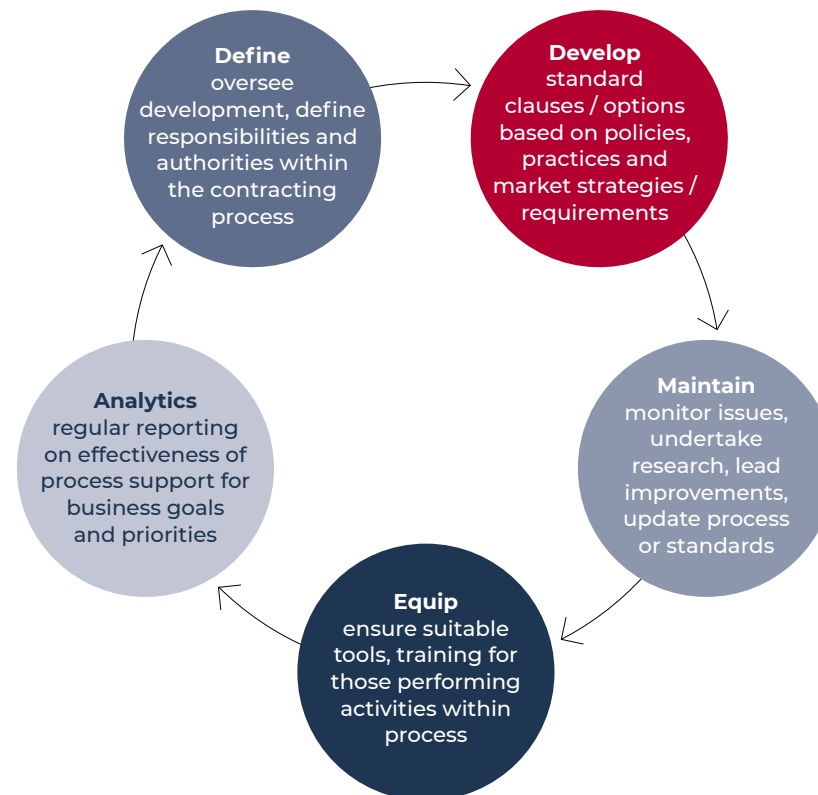 Define
oversee
development, define
responsibilities and
authorities within
the contracting
process
Develop
standard
clauses / options
based on policies,
practices and
market strategies /
requirements
Maintain
monitor issues,
undertake
research, lead
improvements,
update process
or standards
Equip
ensure suitable
tools, training for
those performing
activities within
process
Analytics
regular reporting
on effectiveness of
process support for
business goals
and priorities